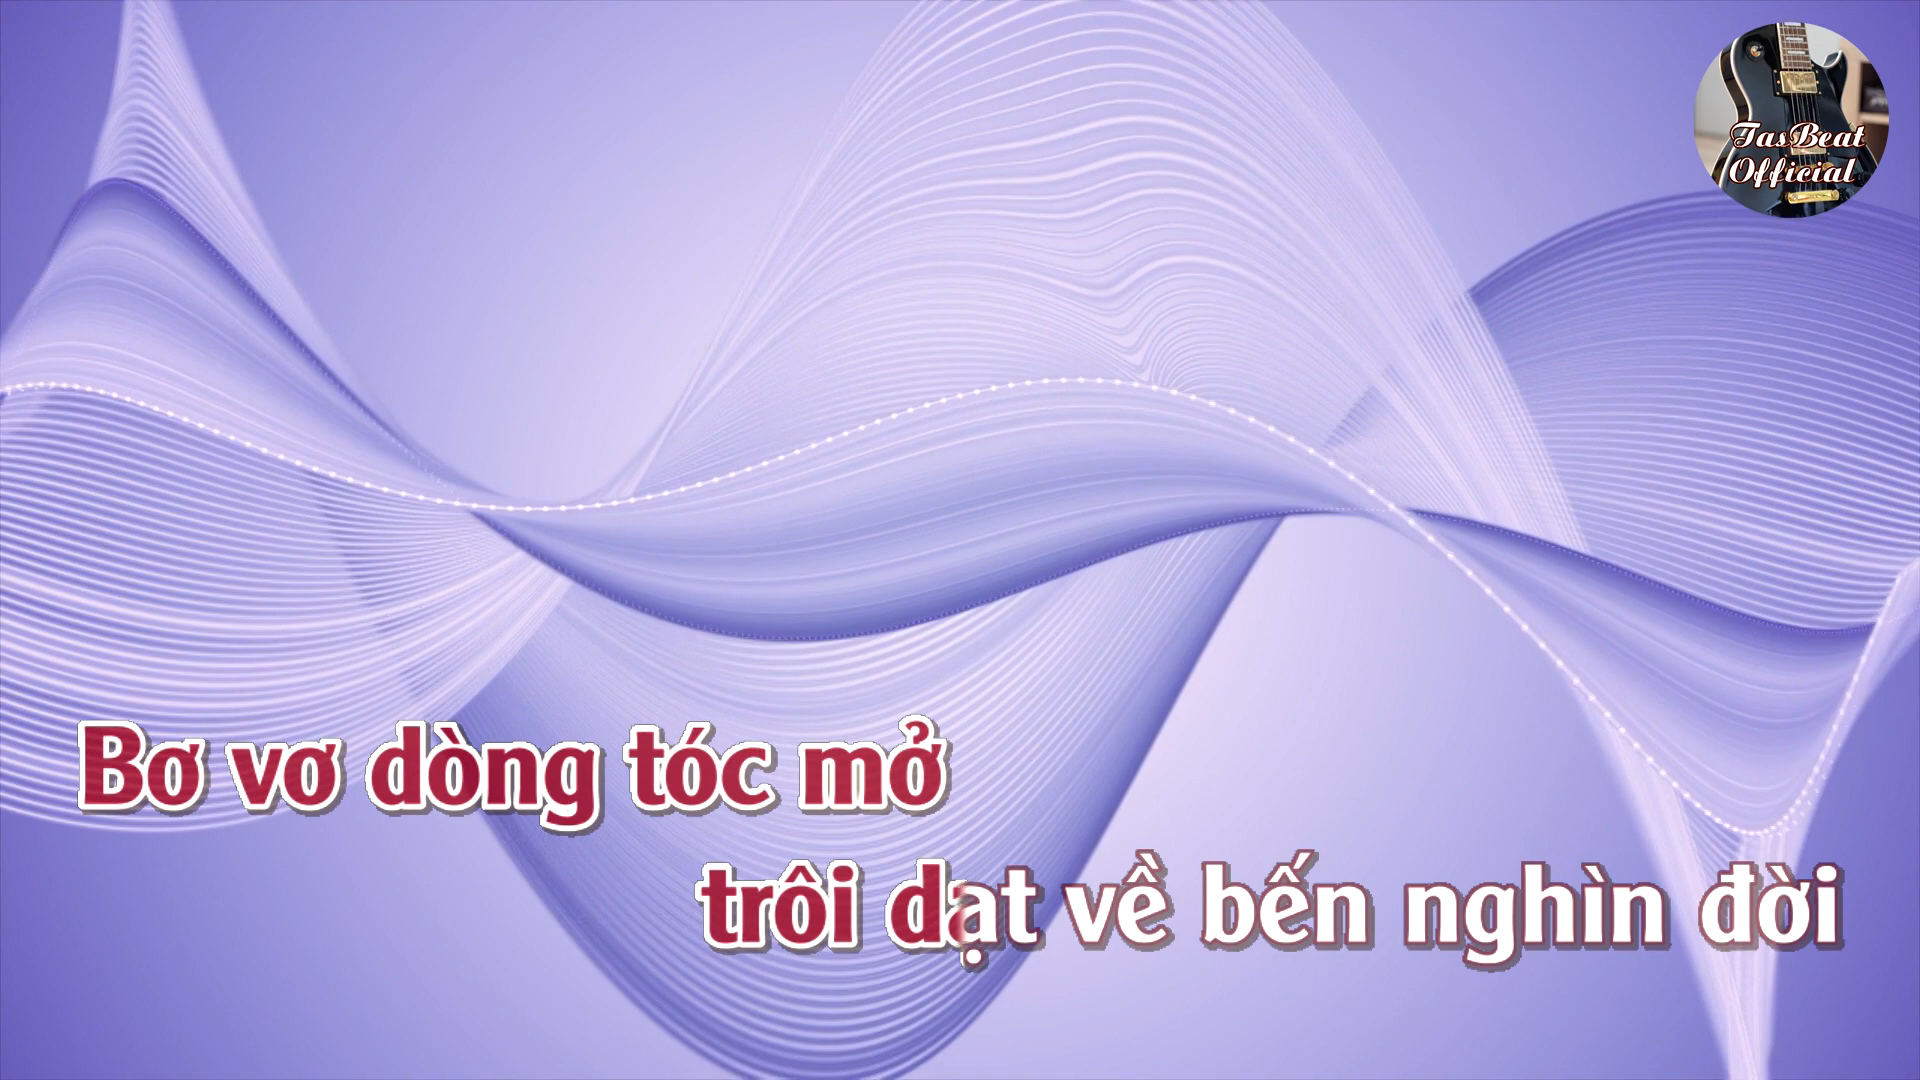 TasBeat
Official
Bơ vơ dòng tóc mở
trôi dạt về bến nghìn đời